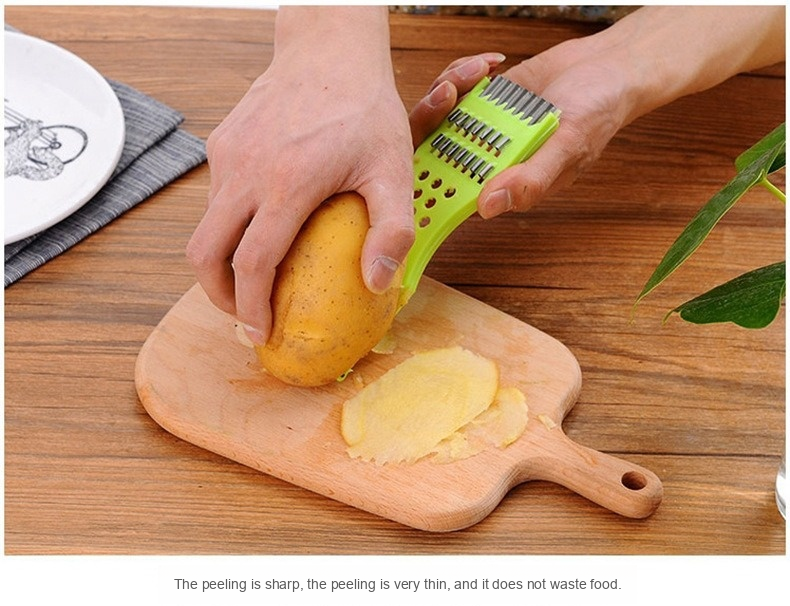 The peeling is sharp, the peeling is very thin, and it does not waste food.